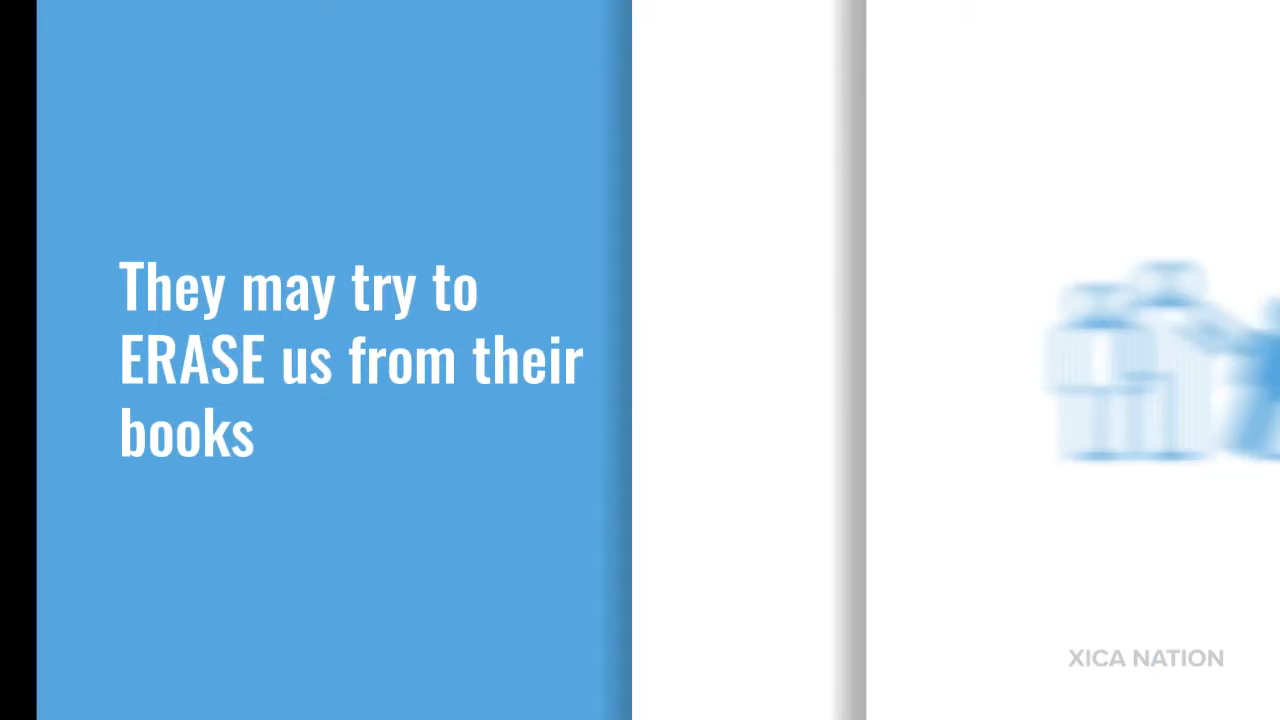 They may try to
ERASE us from their
books
XICA NATION